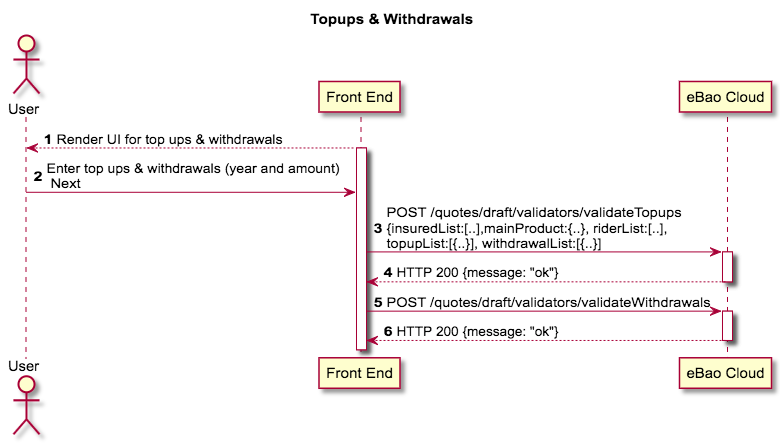 Topups & Withdrawals
User
Front End
eBao Cloud
1 Render UI for top ups & withdrawals
2 Enter top ups & withdrawals (year and amount)
Next
3 POST /quotes/draft/validators/validateTopups
{insuredList:[..],mainProduct:{..}, riderList:[..],
topupList:[{..}], withdrawalList:[{..}]
4 HTTP 200 {message: "ok"}
5 POST /quotes/draft/validators/validateWithdrawals
6 HTTP 200 {message: "ok"}
User
Front End
eBao Cloud